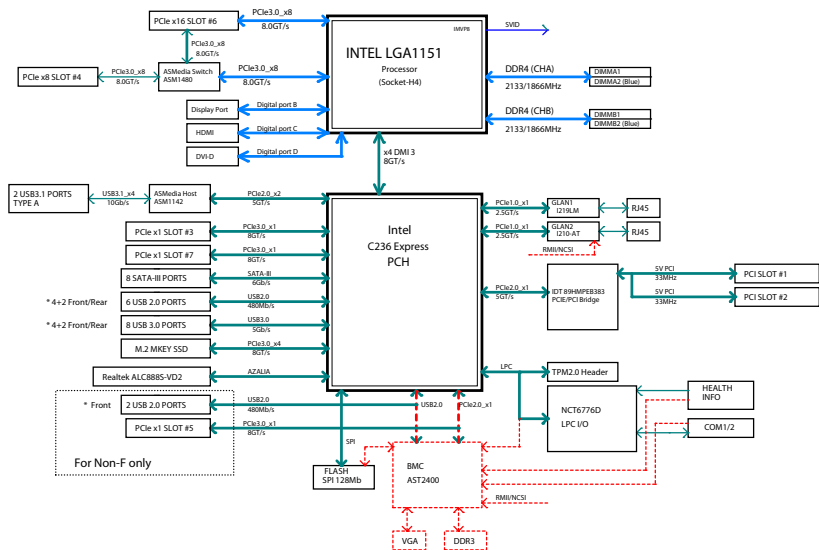 PCIe x16 SLOT #6
PCIe3.0_x8
8.0GT/s
PCIe3.0_x8
8.0GT/s
PCIe x8 SLOT #4
PCIe3.0_x8
8.0GT/s
ASMedia Switch
ASM1480
PCIe3.0_x8
8.0GT/s
Display Port
Digital port B
HDMI
Digital port C
DVI-D
Digital port D
IMVP8
INTEL LGA1151
Processor
(Socket-H4)
SVID
DDR4 (CHA)
2133/1866MHz
DIMMA1
DIMMA2 (Blue)
DDR4 (CHB)
2133/1866MHz
DIMMB1
DIMMB2 (Blue)
x4 DMI 3
8GT/s
2 USB3.1 PORTS
TYPE A
USB3.1_x4
10Gb/s
ASMedia Host
ASM1142
PCIe2.0_x2
5GT/s
PCIe x1 SLOT #3
PCIe3.0_x1
8GT/s
PCIe x1 SLOT #7
PCIe3.0_x1
8GT/s
8 SATA-III PORTS
SATA-III
6Gb/s
* 4+2 Front/Rear
6 USB 2.0 PORTS
USB2.0
480Mb/s
* 4+2 Front/Rear
8 USB 3.0 PORTS
USB3.0
5Gb/s
M.2 MKEY SSD
PCIe3.0_x4
8GT/s
Realtek ALC888S-VD2
AZALIA
Intel
C236 Express
PCH
PCIe1.0_x1
2.5GT/s
GLAN1
I219LM
RJ45
PCIe1.0_x1
2.5GT/s
GLAN2
I210-AT
RJ45
RMII/NCSI
PCIe2.0_x1
5GT/s
IDT 89HMPEB383
PCIE/PCI Bridge
5V PCI
33MHz
PCI SLOT #1
5V PCI
33MHz
PCI SLOT #2
LPC
TPM2.0 Header
NCT6776D
LPC I/O
HEALTH
INFO
COM1/2
* Front
2 USB 2.0 PORTS
USB2.0
480Mb/s
PCIe x1 SLOT #5
PCIe3.0_x1
8GT/s
For Non-F only
USB2.0
PCIe2.0_x1
SPI
FLASH
SPI 128Mb
BMC
AST2400
RMII/NCSI
VGA
DDR3